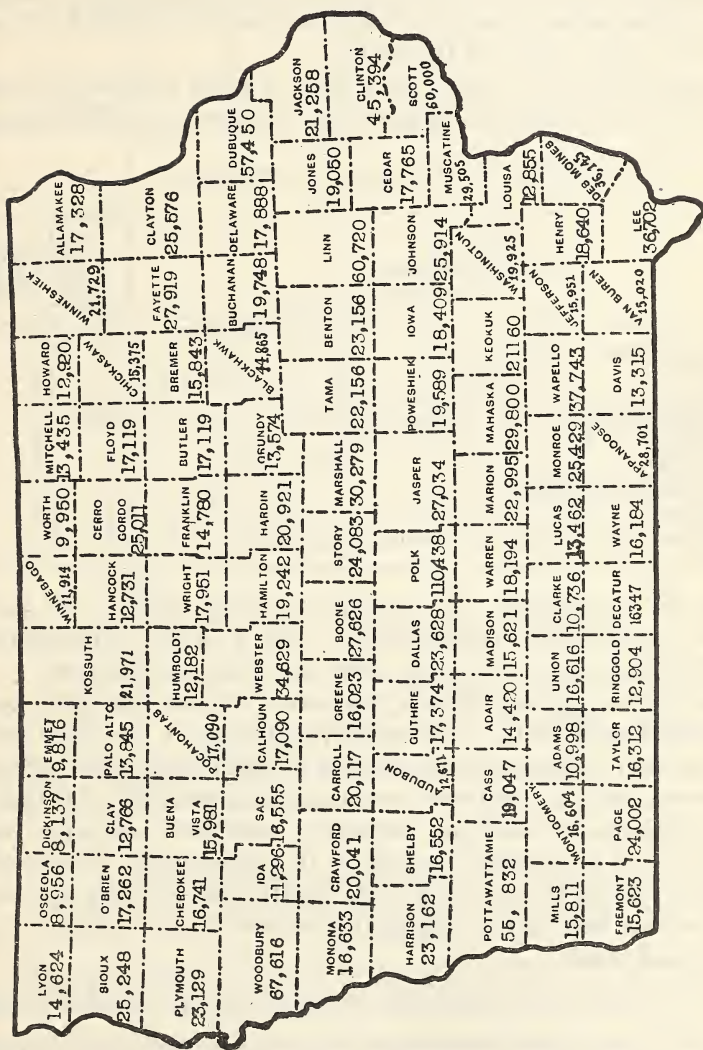 LYON
14,624
OSCEOLA
8,956
DICKINSON
8,137
EMMET
9,816
KOSSUTH
21,971
WINNEBAGO
11,914
WORTH
9,950
MITCHELL
13,435
HOWARD
12,920
WINNESHIEK
21,729
ALLAMAKEE
17,328
SIOUX
25,248
O'BRIEN
17,262
CLAY
12,766
PALO ALTO
13,845
HANCOCK
12,731
CERRO
GORDO
25,011
FLOYD
17,119
CHICKASAW
15,375
FAYETTE
27,919
CLAYTON
25,576
PLYMOUTH
23,129
CHEROKEE
16,741
BUENA
VISTA
15,981
POCAHONTAS
17,090
HUMBOLDT
12,182
WRIGHT
17,951
FRANKLIN
14,780
BUTLER
17,119
BREMER
15,843
WOODBURY
67,616
IDA
11,296
SAC
16,555
CALHOUN
17,090
WEBSTER
34,629
HAMILTON
19,242
HARDIN
20,921
GRUNDY
13,574
BLACKHAWK
44,865
BUCHANAN
19,748
DELAWARE
17,888
DUBUQUE
57,450
MONONA
16,633
CRAWFORD
20,041
CARROLL
20,117
GREENE
16,023
BOONE
27,626
STORY
24,083
MARSHALL
30,279
TAMA
22,156
BENTON
23,156
LINN
60,720
JONES
19,050
JACKSON
21,258
CLINTON
45,394
HARRISON
23,162
SHELBY
16,552
AUDUBON
12,671
GUTHRIE
17,374
DALLAS
23,628
POLK
110,438
JASPER
27,034
POWESHIEK
19,589
IOWA
18,409
JOHNSON
25,914
CEDAR
17,765
SCOTT
60,000
MUSCATINE
29,505
POTTAWATTAMIE
55, 832
CASS
19,047
ADAIR
14,420
MADISON
15,621
WARREN
18,194
MARION
22,995
MAHASKA
29,800
KEOKUK
21160
WASHINGTON
19,925
LOUISA
12,855
MILLS
15,811
MONTGOMERY
16,604
ADAMS
10,998
UNION
16,616
CLARKE
10,736
LUCAS
13,462
MONROE
25,429
WAPELLO
37,743
JEFFERSON
15,951
HENRY
18,640
DES MOINES
FREMONT
15,623
PAGE
24,002
TAYLOR
16,312
RINGGOLD
12,904
DECATUR
16347
WAYNE
16,184
APPANOOSE
28,701
DAVIS
13,315
VAN BUREN
15,020
LEE
36,702